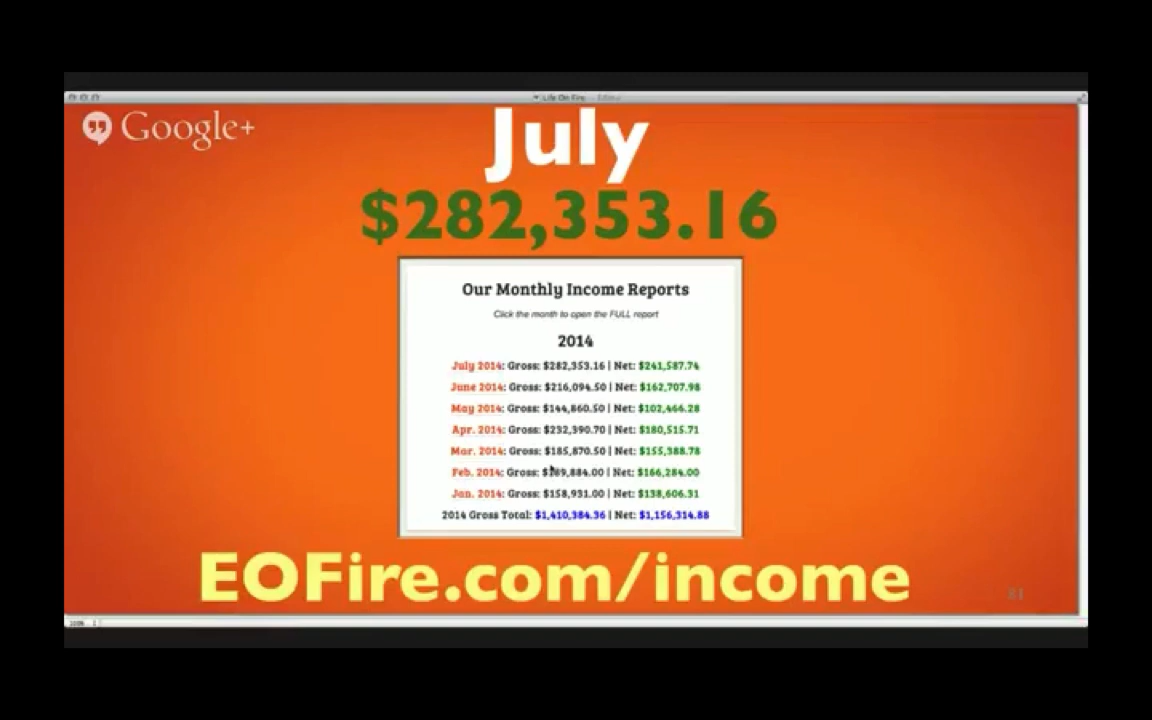 Life On Fire
Google+
July
$282,353.16
Our Monthly Income Reports
Click the month to open the FULL report
2014
July 2014: Gross: $282,353.16 | Net: $241,587.74
June 2014: Gross: $216,094.50 | Net: $162,707.98
May 2014: Gross: $144,860.50 | Net: $102,466.28
Apr. 2014: Gross: $232,390.70 | Net: $180,515.71
Mar. 2014: Gross: $185,870.50 | Net: $155,388.78
Feb. 2014: Gross: | Net: $166,284.00
Jan. 2014: Gross: $158,931.00 | Net: $138,606.31
2014 Gross Total: $1,410,384.36 | Net: $1,156,314.88
EOFire.com/income